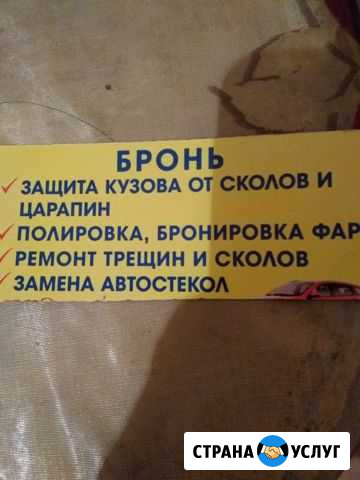 БРОНЬ
ЗАЩИТА КУЗОВА ОТ СКОЛОВ И
ЦАРАПИН
ПОЛИРОВКА, БРОНИРОВКА ФАР
РЕМОНТ ТРЕЩИН И СКОЛОВ
ЗАМЕНА АВТОСТЕКОЛ
СТРАНА УСЛУГ